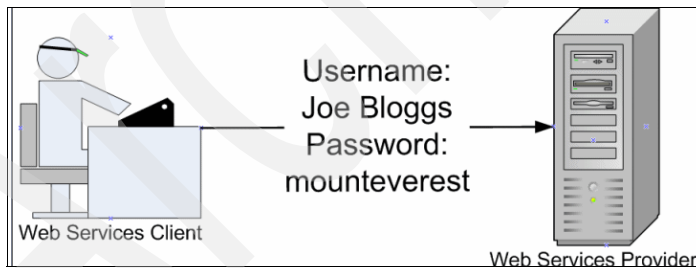 Username:
Joe Bloggs
Password:
mounteverest
Web Services Client
Web Services Provider